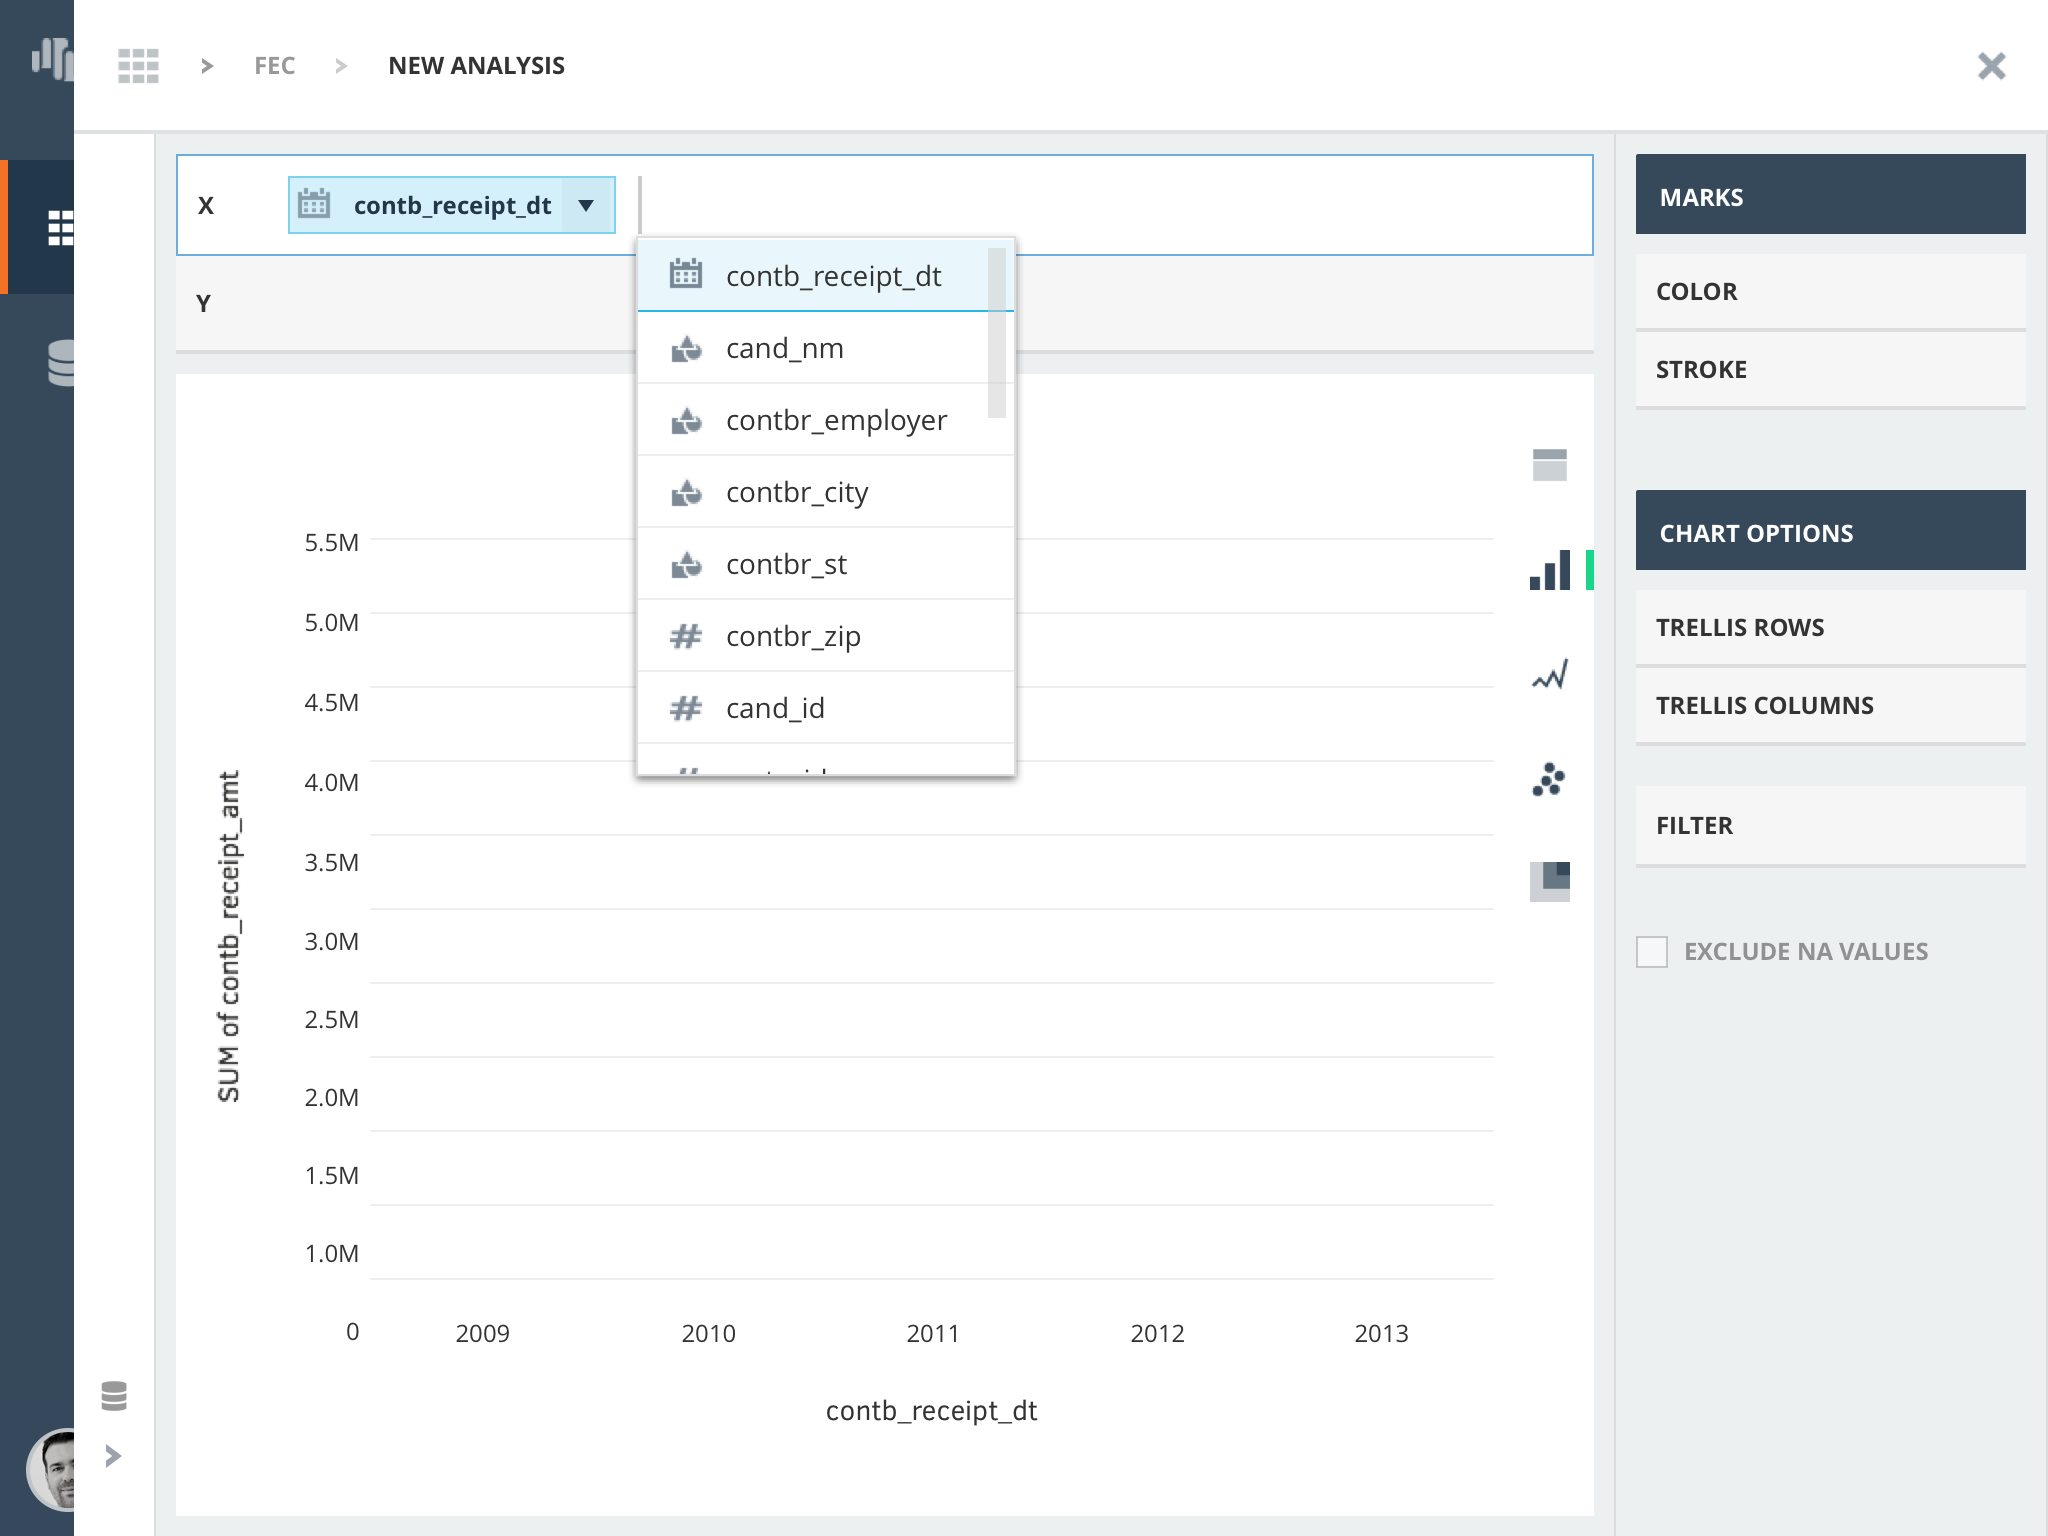 FEC
NEW ANALYSIS
X
contb_receipt_dt
Y
contb_receipt_dt
cand_nm
contbr_employer
contbr_city
contbr_st
contbr_zip
cand_id
5.5M
5.0M
4.5M
4.0M
3.5M
3.0M
2.5M
2.0M
1.5M
1.0M
0
SUM of contb_receipt_amt
2009
2010
2011
2012
2013
contb_receipt_dt
MARKS
COLOR
STROKE
CHART OPTIONS
TRELLIS ROWS
TRELLIS COLUMNS
FILTER
EXCLUDE NA VALUES